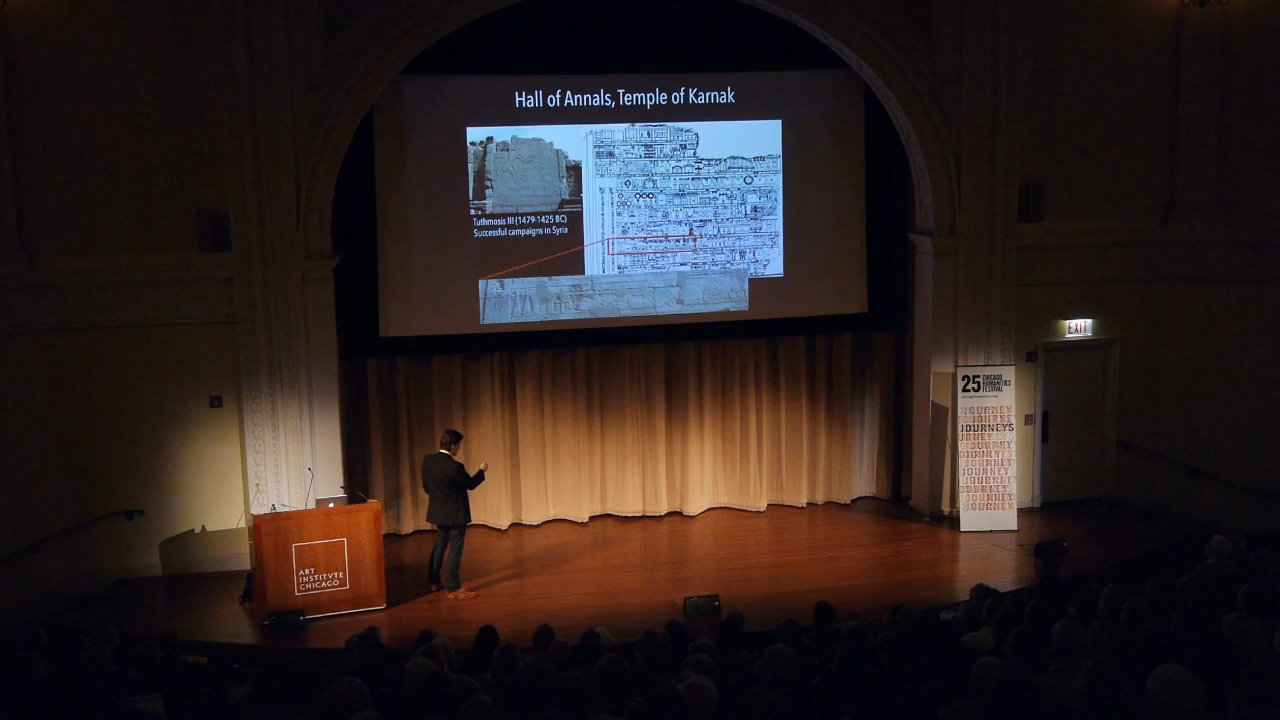 Hall of Annals, Temple of Karnak
Tuthmosis III (1479-1425 BC)
Successful campaigns in Syria
EXIT
25 CHICAGO
HUMANITIES
FESTIVAL
JOURNEYS
ART
INSTITVTE
CHICAGO